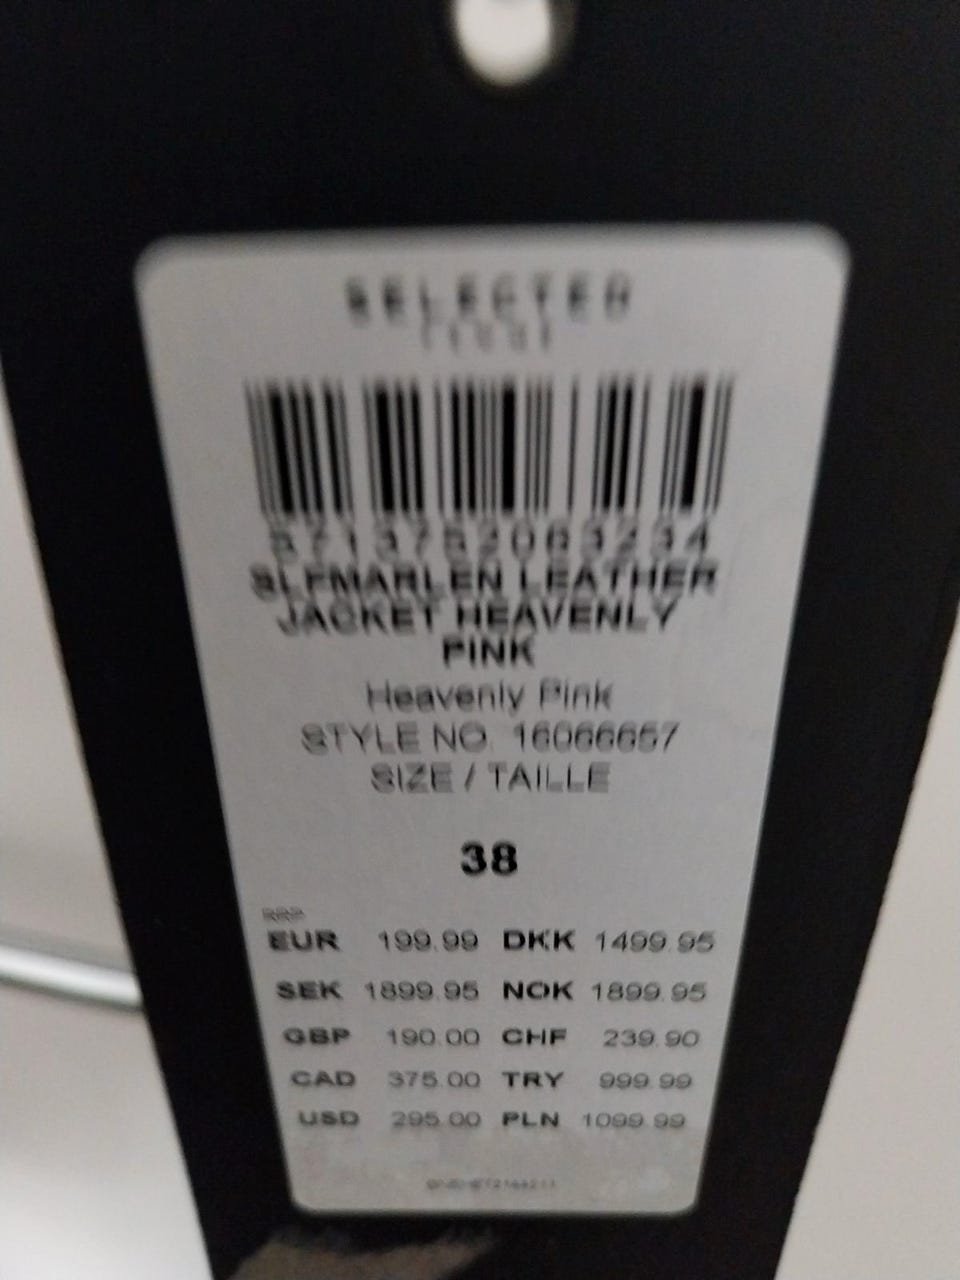 SELECTED
FEMME
5713752063234
SLFMARLEN LEATHER
JACKET HEAVENLY
PINK
Heavenly Pink
STYLE NO. 16066657
SIZE / TAILLE
38
RRP
EUR 199.99 DKK 1499.95
SEK 1899.95 NOK 1899.95
GBP 190.00 CHF 239.90
CAD 375.00 TRY 999.99
USD 295.00 PLN 1099.99